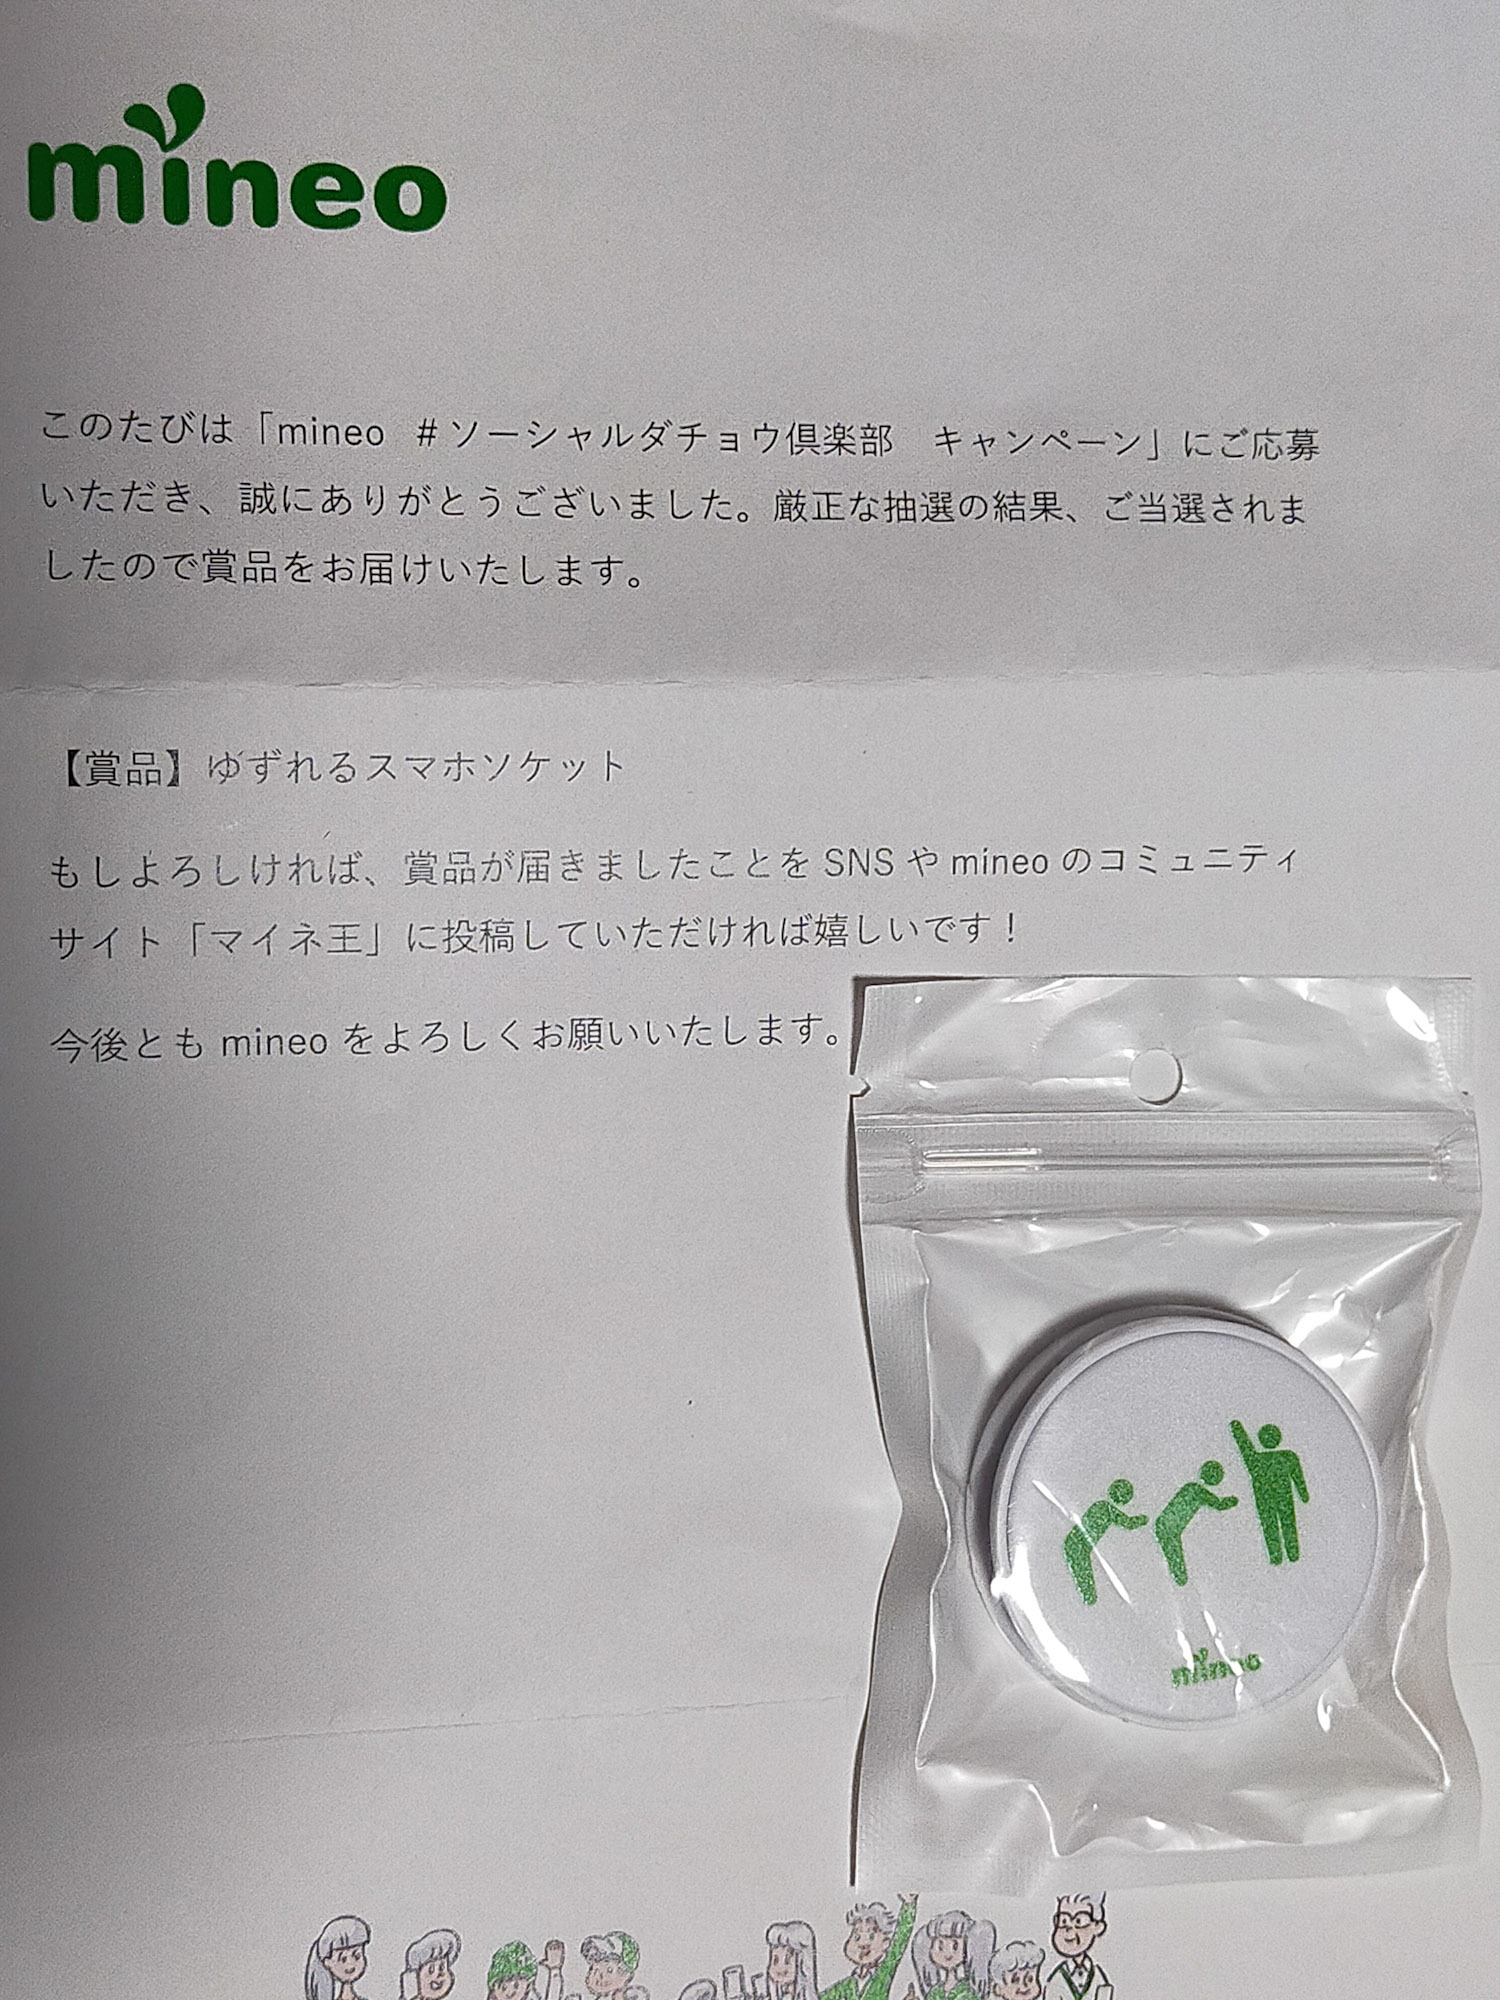 mineo
このたびは「mineo #ソーシャルダチョウ倶楽部　キャンペーン」にご応募
いただき、誠にありがとうございました。厳正な抽選の結果、ご当選されま
したので賞品をお届けいたします。
【賞品】ゆずれるスマホソケット
もしよろしければ、賞品が届きましたことを SNS や mineo のコミュニティ
サイト「マイネ王」に投稿していただければ嬉しいです！
今後とも mineo をよろしくお願いいたします。
mineo